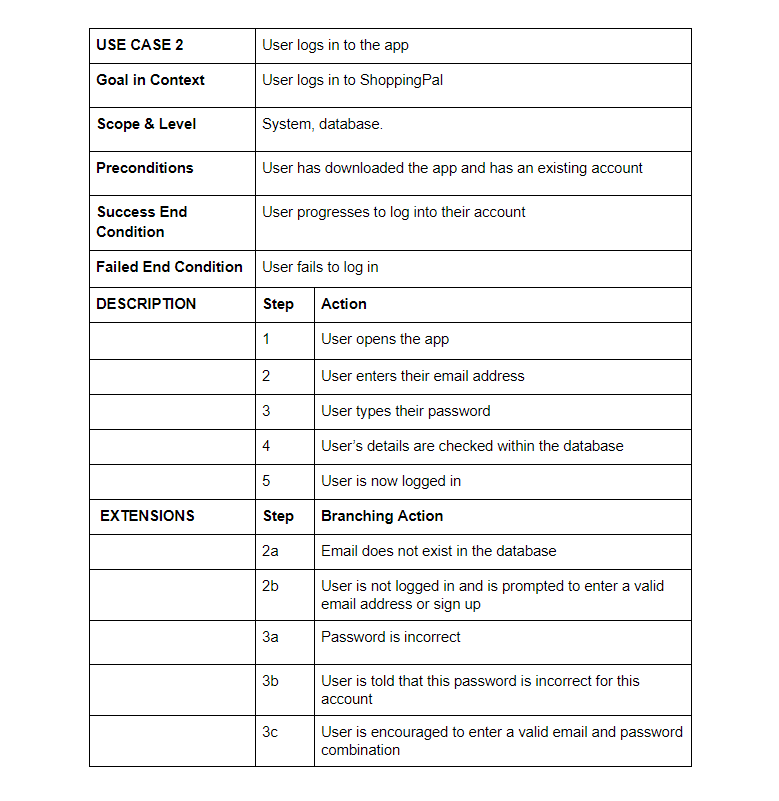 USE CASE 2 User logs in to the app
Goal in Context User logs in to ShoppingPal
Scope & Level System, database.
Preconditions User has downloaded the app and has an existing account
Success End
Condition
User progresses to log into their account
Failed End Condition User fails to log in
DESCRIPTION Step Action
1 User opens the app
2 User enters their email address
3 User types their password
4 User’s details are checked within the database
5 User is now logged in
EXTENSIONS Step Branching Action
2a Email does not exist in the database
2b User is not logged in and is prompted to enter a valid
email address or sign up
3a Password is incorrect
3b User is told that this password is incorrect for this
account
3c User is encouraged to enter a valid email and password
combination